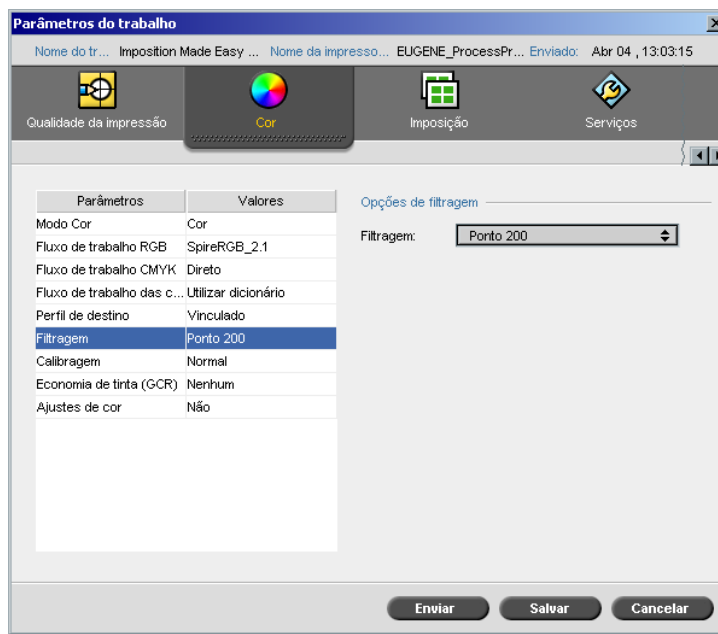 Parâmetros do trabalho
Nome do tr... Imposition Made Easy ... Nome da impresso... EUGENE_ProcessPr... Enviado: Abr 04 , 13:03:15
Qualidade da impressão Cor Imposição Serviços
Parâmetros Valores
Modo Cor Cor
Fluxo de trabalho RGB SpireRGB_2.1
Fluxo de trabalho CMYK Direto
Fluxo de trabalho das c... Utilizar dicionário
Perfil de destino Vinculado
Filtragem Ponto 200
Calibragem Normal
Economia de tinta (GCR) Nenhum
Ajustes de cor Não
Opções de filtragem
Filtragem: Ponto 200
Enviar Salvar Cancelar